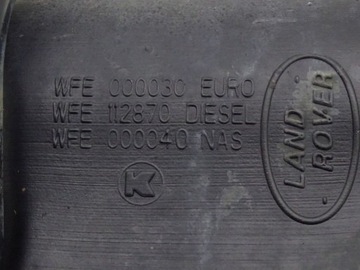 WFE 000030 EURO
WFE 112870 DIESEL
WFE 000040 NAS
K
LAND
ROVER